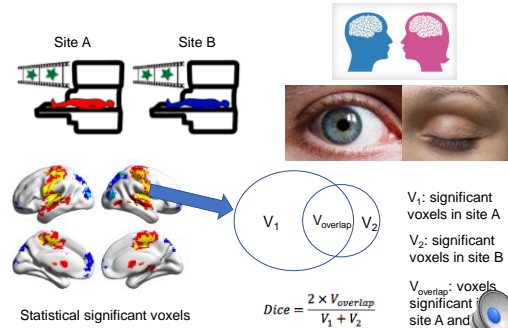 Site A
Site B
V1
Voverlap
V2
V1: significant
voxels in site A
V2: significant
voxels in site B
Voverlap: voxels
significant
site A and
Statistical significant voxels
Dice = 2 × Voverlap / V1 + V2